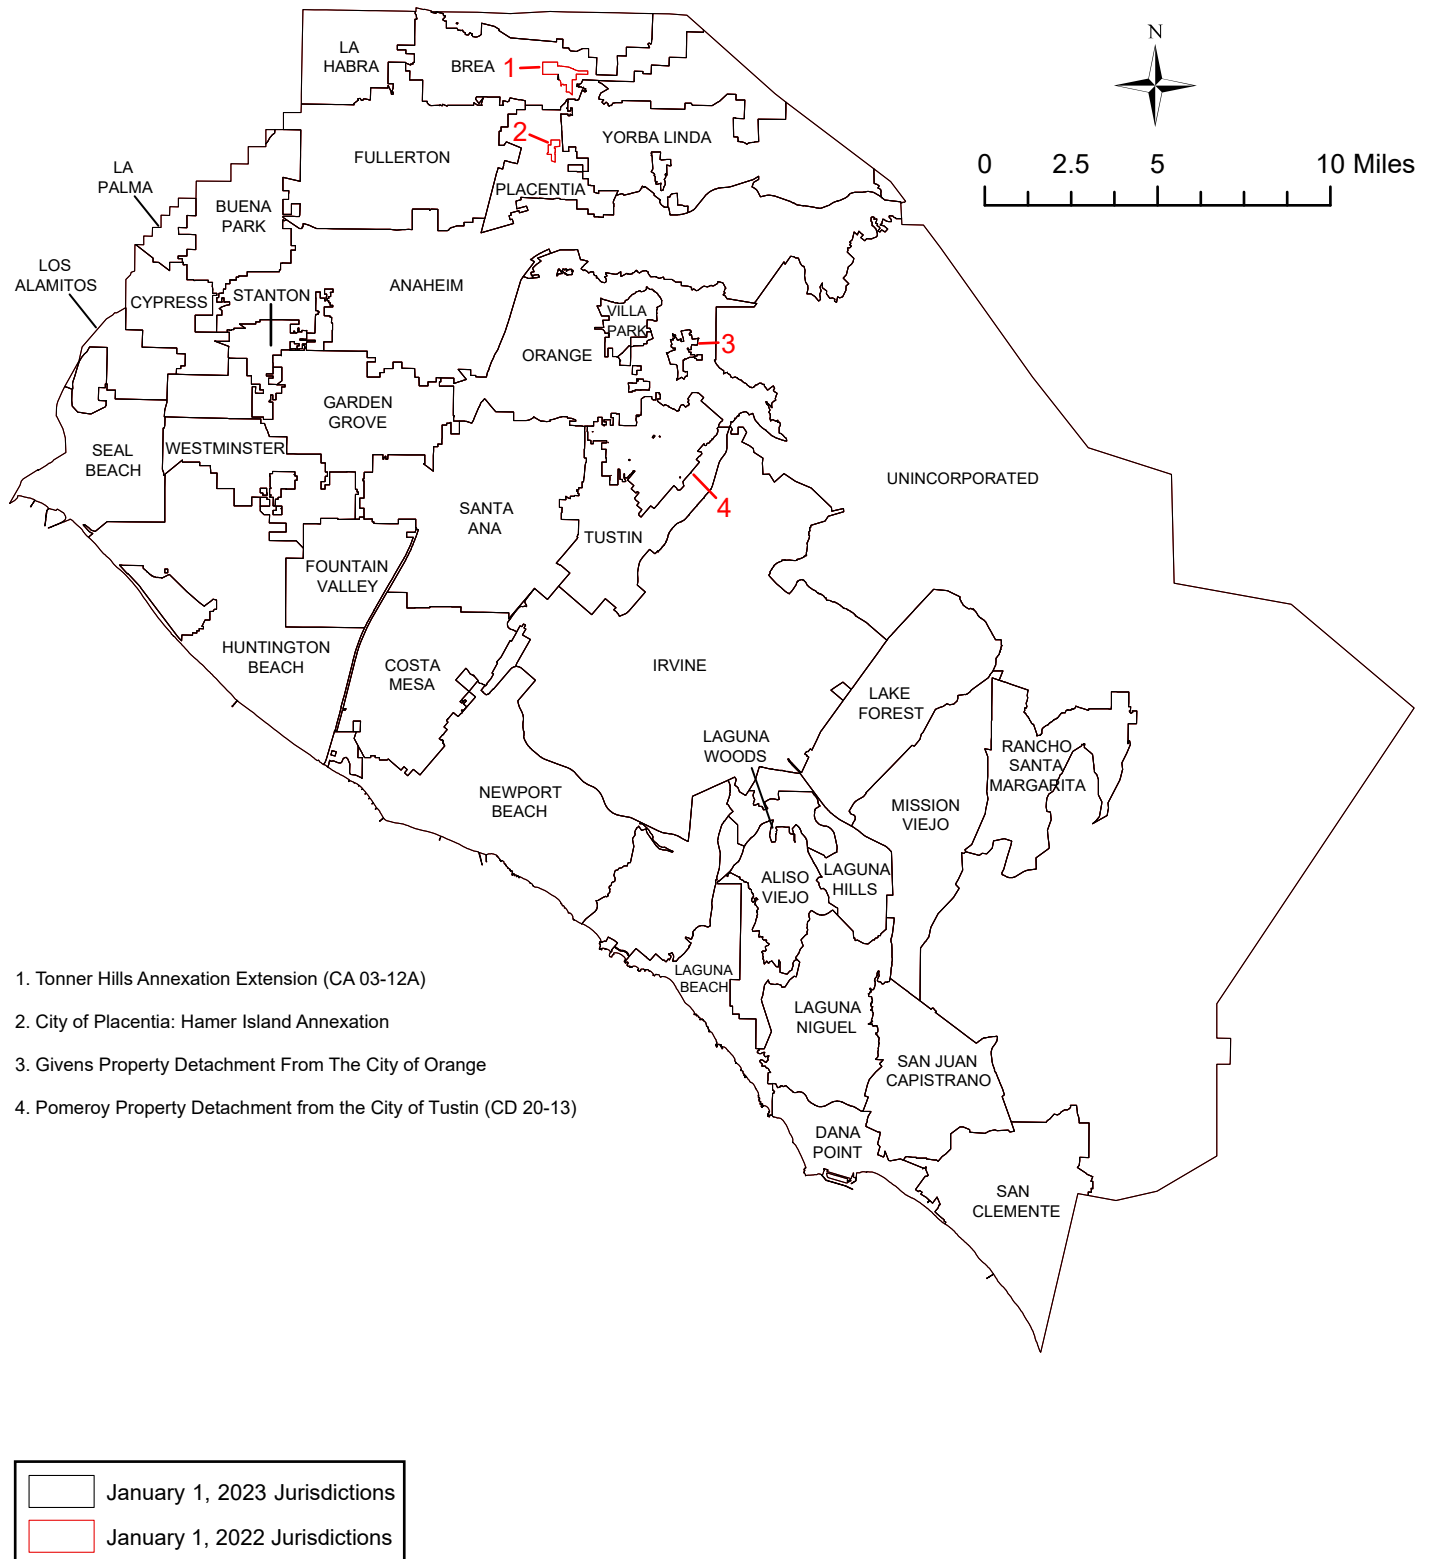 N
0 2.5 5 10 Miles
LA
HABRA
BREA
1
2
YORBA LINDA
FULLERTON
PLACENTIA
LA
PALMA
BUENA
PARK
LOS
ALAMITOS
CYPRESS
STANTON
ANAHEIM
VILLA
PARK
3
ORANGE
GARDEN
GROVE
SEAL
BEACH
WESTMINSTER
UNINCORPORATED
4
SANTA
ANA
TUSTIN
FOUNTAIN
VALLEY
HUNTINGTON
BEACH
COSTA
MESA
IRVINE
LAKE
FOREST
LAGUNA
WOODS
RANCHO
SANTA
MARGARITA
NEWPORT
BEACH
MISSION
VIEJO
ALISO
VIEJO
LAGUNA
HILLS
LAGUNA
BEACH
LAGUNA
NIGUEL
SAN JUAN
CAPISTRANO
DANA
POINT
SAN
CLEMENTE
1. Tonner Hills Annexation Extension (CA 03-12A)
2. City of Placentia: Hamer Island Annexation
3. Givens Property Detachment From The City of Orange
4. Pomeroy Property Detachment from the City of Tustin (CD 20-13)
January 1, 2023 Jurisdictions
January 1, 2022 Jurisdictions